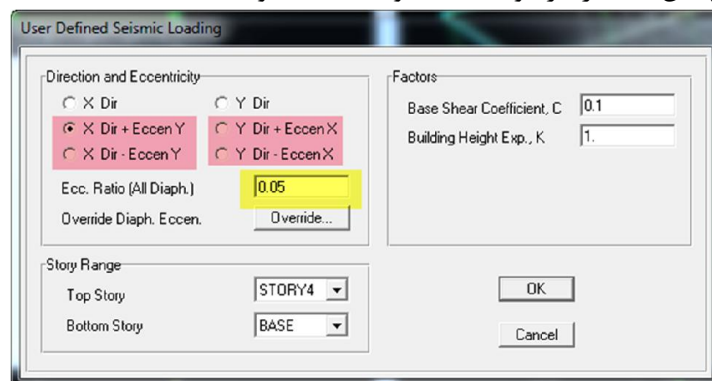 User Defined Seismic Loading
Direction and Eccentricity
X Dir Y Dir
X Dir + Eccen Y Y Dir + Eccen X
X Dir - Eccen Y Y Dir - Eccen X
Ecc. Ratio (All Diaph.) 0.05
Override Diaph. Eccen. Override...
Factors
Base Shear Coefficient, C 0.1
Building Height Exp., K 1.
Story Range
Top Story STORY4
Bottom Story BASE
OK
Cancel